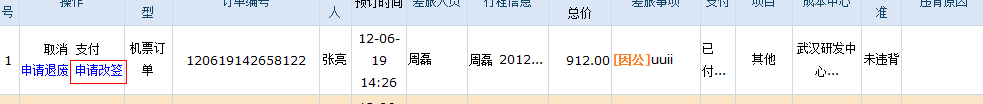 号 操作 型 订单编号 人 预订时间 差旅人员 行程信息 总价 差旅事项 支付 项目 成本中心 准 违背原因
1 取消 支付 申请退废 申请改签 机票订单 120619142658122 张亮 12-06-19 14:26 周磊 周磊 2012... 912.00 [因公]uuii 已付... 其他 武汉研发中心... 未违背